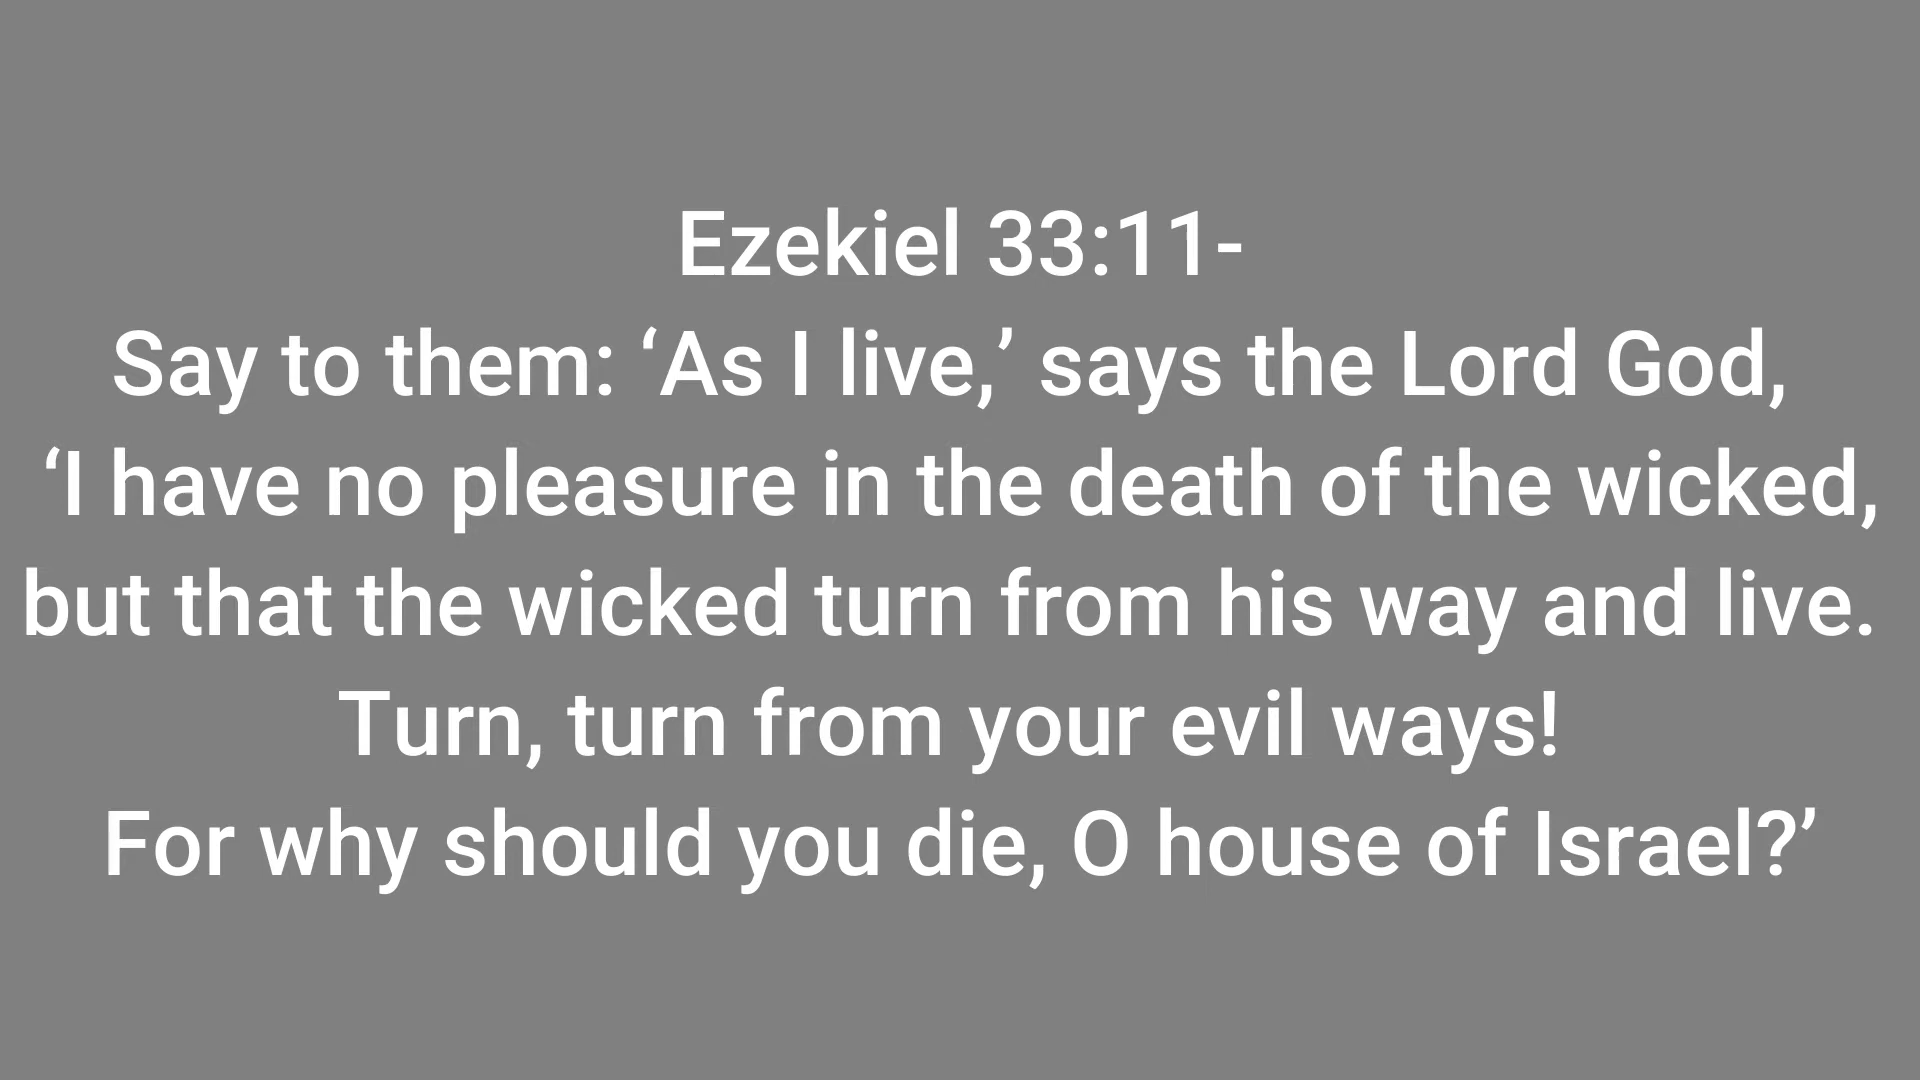 Ezekiel 33:11-
Say to them: ‘As I live,’ says the Lord God,
‘I have no pleasure in the death of the wicked,
but that the wicked turn from his way and live.
Turn, turn from your evil ways!
For why should you die, O house of Israel?’